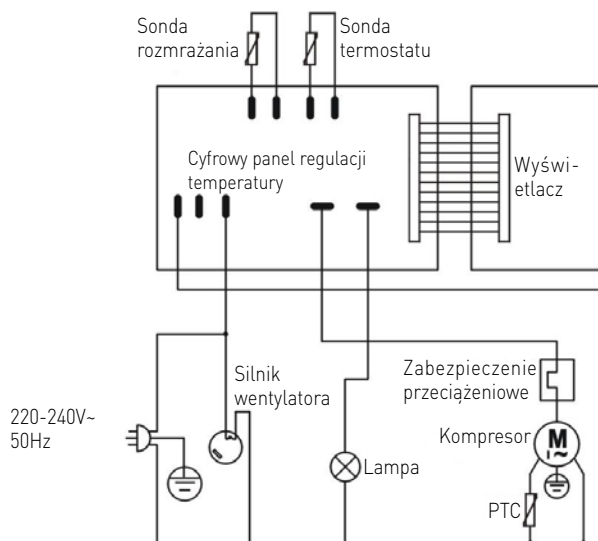 Sonda
rozmrażania
Sonda
termostatu
Cyfrowy panel regulacji
temperatury
Wyświ-
etlacz
Silnik
wentylatora
Zabezpieczenie
przeciążeniowe
220-240V~
50Hz
Kompresor
M
1~
Lampa
PTC